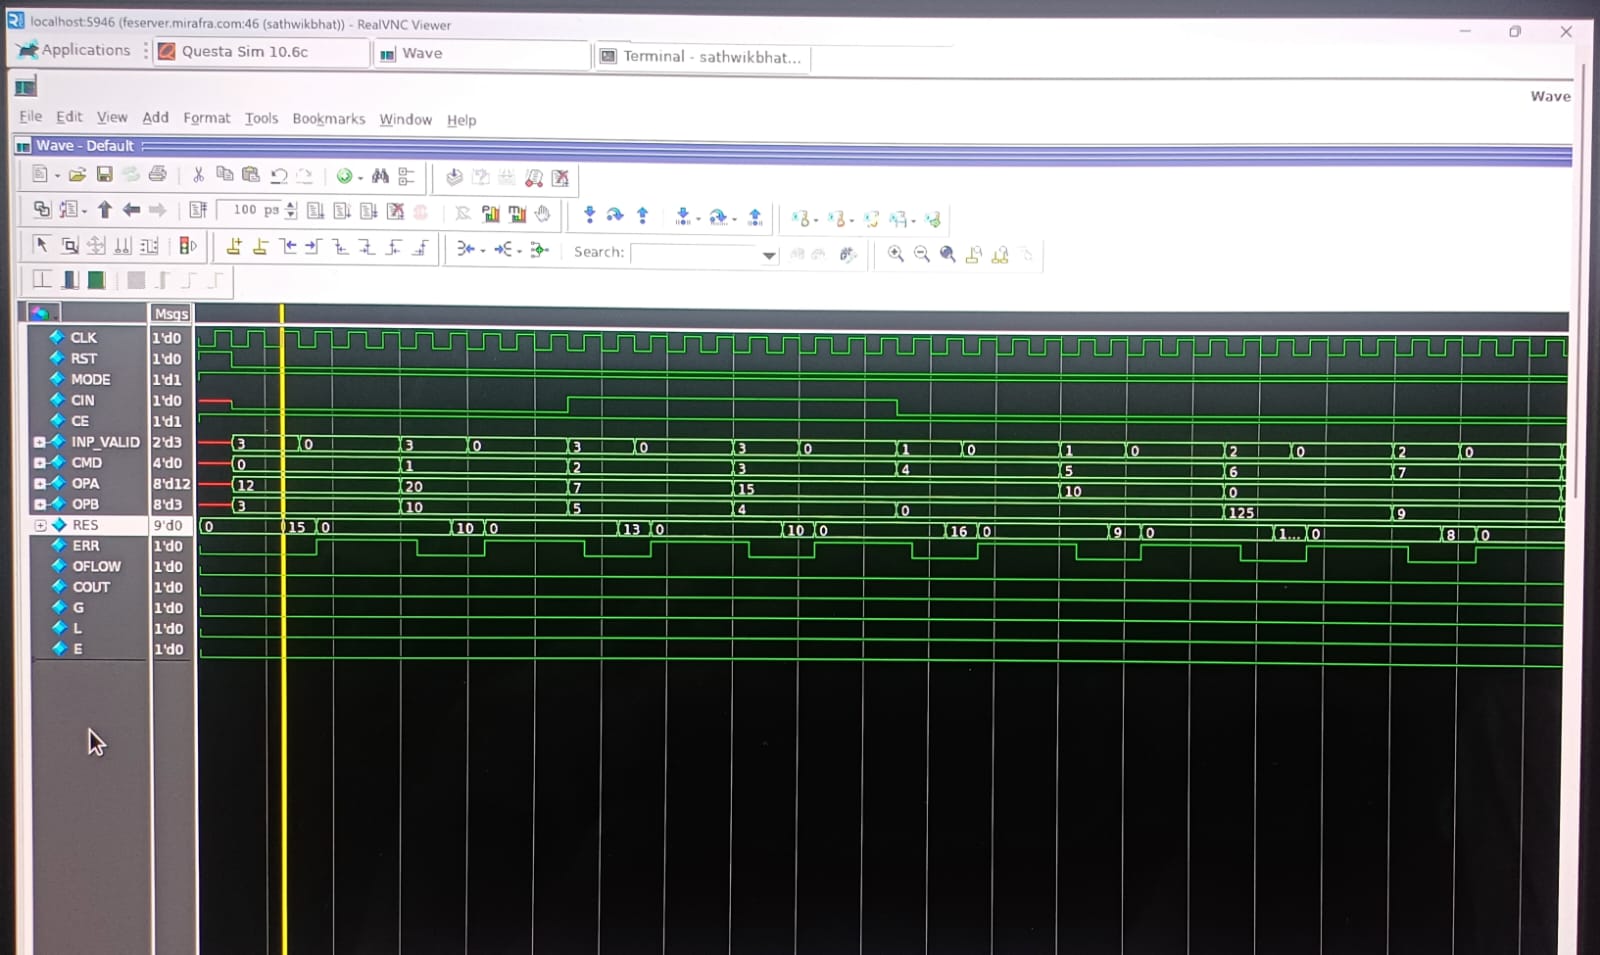 localhost:5946 (feserver.mirafra.com:46 (sathwikbhat)) - RealVNC Viewer
Applications Questa Sim 10.6c Wave Terminal - sathwikbhat...
Wave
File Edit View Add Format Tools Bookmarks Window Help
Wave - Default
100 ps
Search:
Msgs
CLK 1'd0
RST 1'd0
MODE 1'd1
CIN 1'd0
CE 1'd1
INP_VALID 2'd3 3 0 3 0 3 0 3 0 1 0 1 0 2 0 2 0
CMD 4'd0 0 1 2 3 4 5 6 7
OPA 8'd12 12 20 7 15 10 0
OPB 8'd3 3 10 5 4 0 125 9
RES 9'd0 0 15 0 10 0 13 0 10 0 16 0 9 0 1... 0 8 0
ERR 1'd0
OFLOW 1'd0
COUT 1'd0
G 1'd0
L 1'd0
E 1'd0